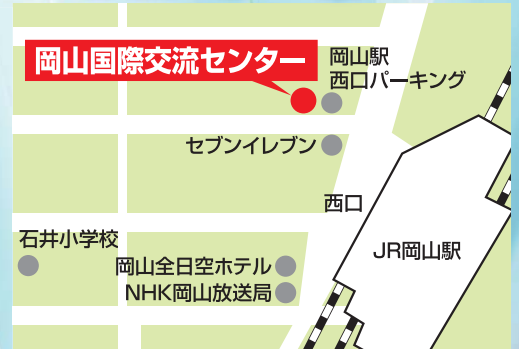 岡山国際交流センター
岡山駅
西口パーキング
セブンイレブン
西口
石井小学校
JR岡山駅
岡山全日空ホテル
NHK岡山放送局